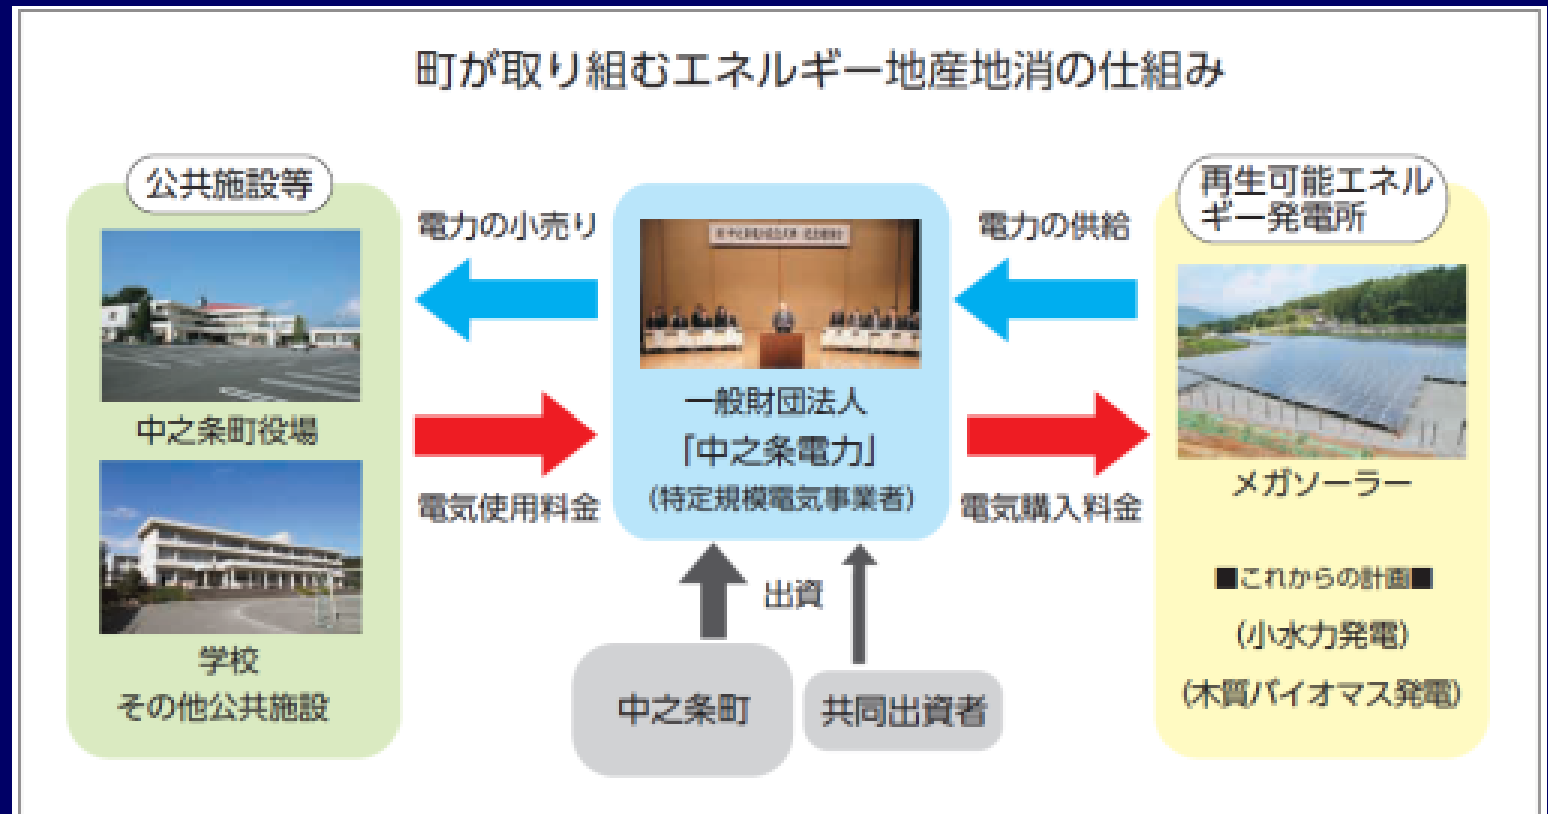 町が取り組むエネルギー地産地消の仕組み
公共施設等
中之条町役場
学校
その他公共施設
電力の小売り
電気使用料金
一般財団法人
「中之条電力」
(特定規模電気事業者)
電力の供給
電気購入料金
出資
中之条町
共同出資者
再生可能エネル
ギー発電所
メガソーラー
■これからの計画■
(小水力発電)
(木質バイオマス発電)